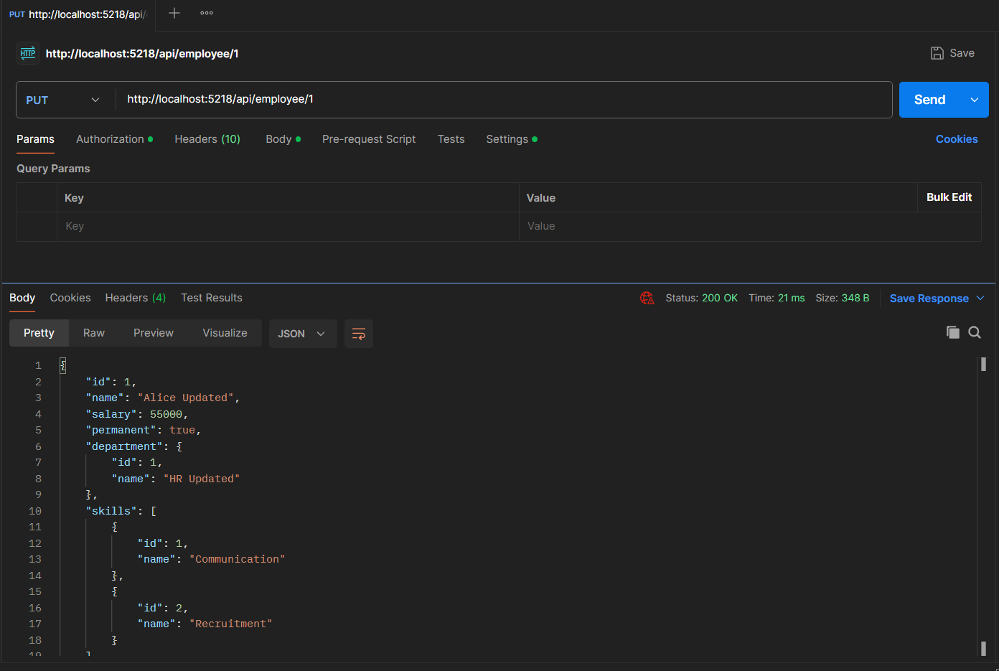 PUT http://localhost:5218/api/
HTTP http://localhost:5218/api/employee/1 Save
PUT http://localhost:5218/api/employee/1 Send
Params Authorization Headers (10) Body Pre-request Script Tests Settings Cookies
Query Params
Key Value Bulk Edit
Key Value
Body Cookies Headers (4) Test Results Status: 200 OK Time: 21 ms Size: 348 B Save Response
Pretty Raw Preview Visualize JSON
1 {
2 "id": 1,
3 "name": "Alice Updated",
4 "salary": 55000,
5 "permanent": true,
6 "department": {
7 "id": 1,
8 "name": "HR Updated"
9 },
10 "skills": [
11 {
12 "id": 1,
13 "name": "Communication"
14 },
15 {
16 "id": 2,
17 "name": "Recruitment"
18 }
19 ]